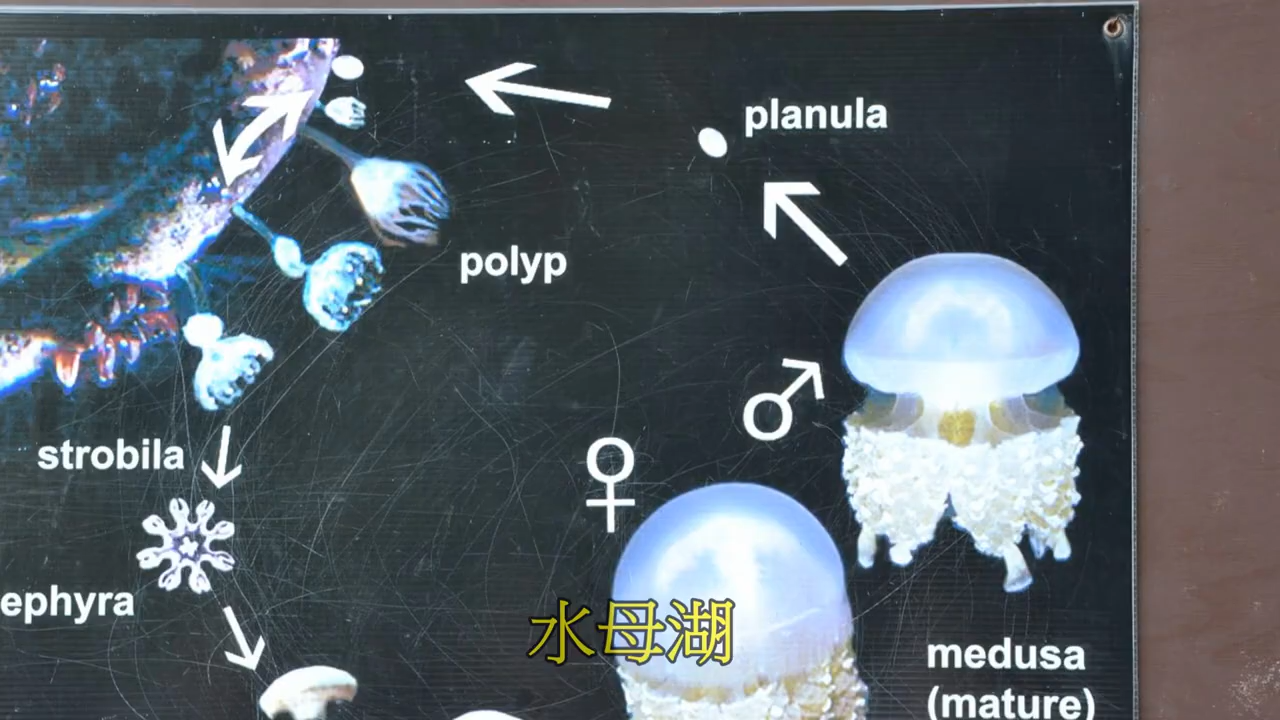 planula
polyp
strobila
ephyra
水母湖
medusa
(mature)